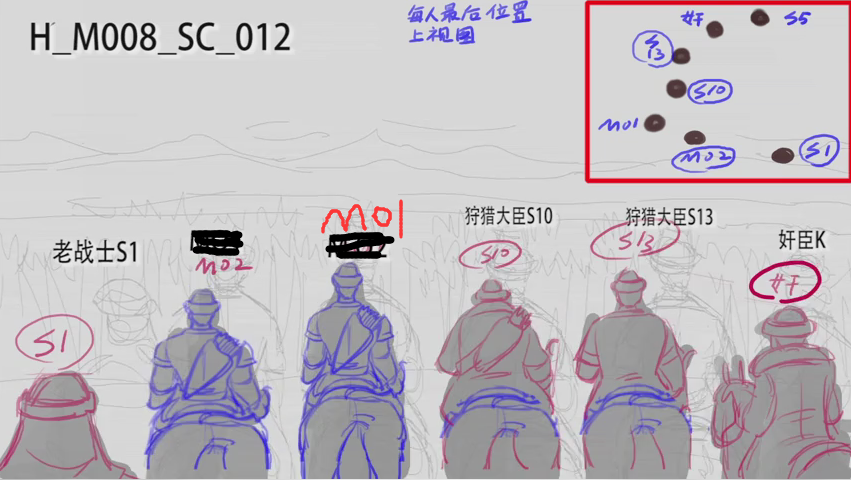 H_M008_SC_012
每人最后位置
上视图
奸
S5
S13
S10
M01
M02
S1
老战士S1
M02
M01
狩猎大臣S10
狩猎大臣S13
奸臣K
S1
S10
S13
奸